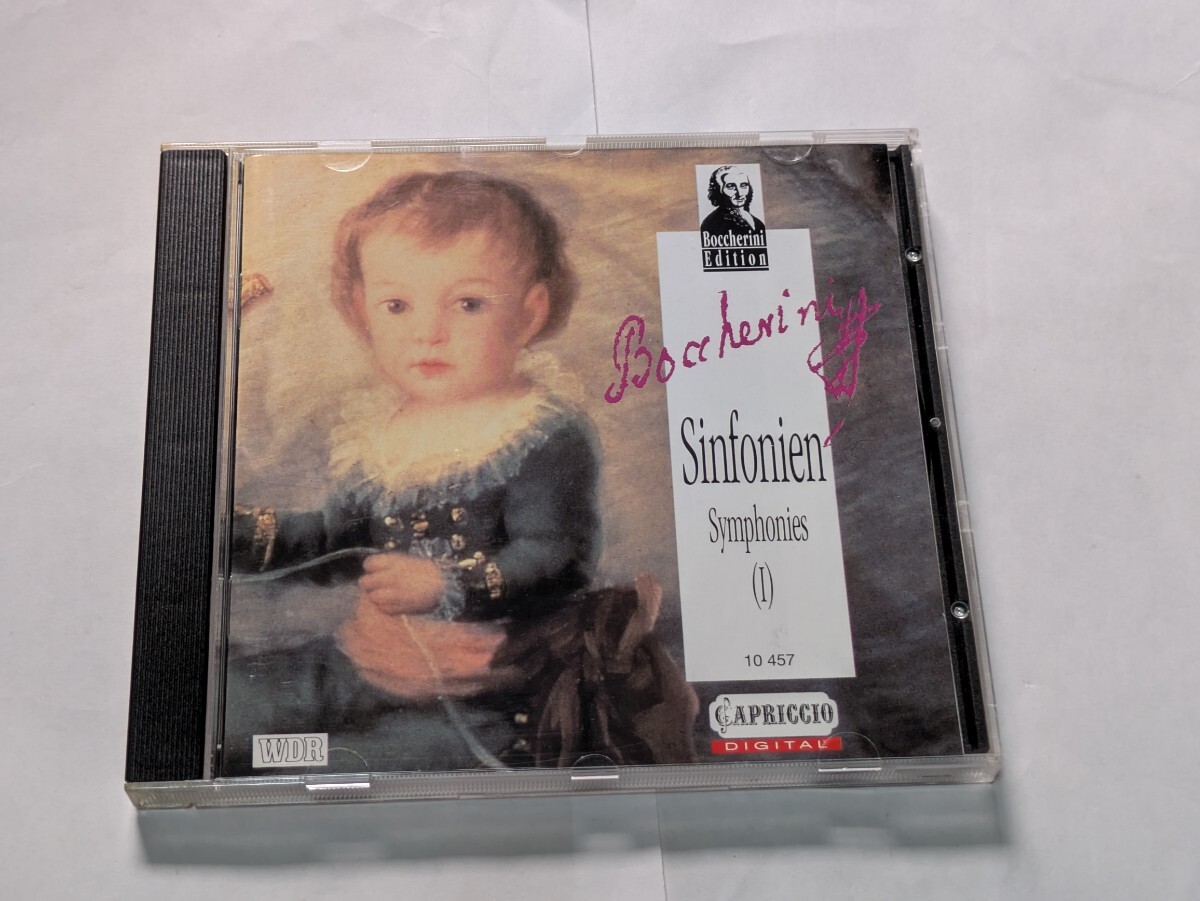 Boccherini
Edition
Boccherini
Sinfonien
Symphonies
(I)
10 457
CAPRICCIO
DIGITAL
WDR